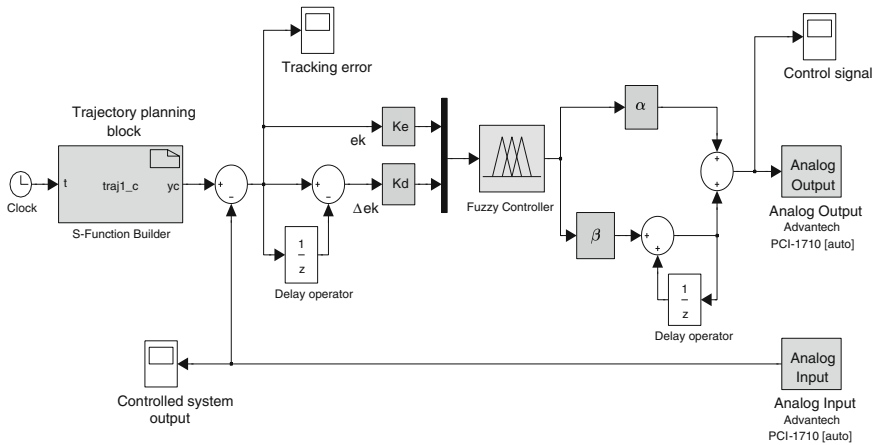 Tracking error
Control signal
Trajectory planning
block
Clock
t
traj1_c
yc
S-Function Builder
+
−
+
−
ek
Δek
Ke
Kd
1
z
Delay operator
Fuzzy Controller
α
β
+
+
1
z
Delay operator
+
+
Analog
Output
Analog Output
Advantech
PCI-1710 [auto]
Controlled system
output
Analog
Input
Analog Input
Advantech
PCI-1710 [auto]